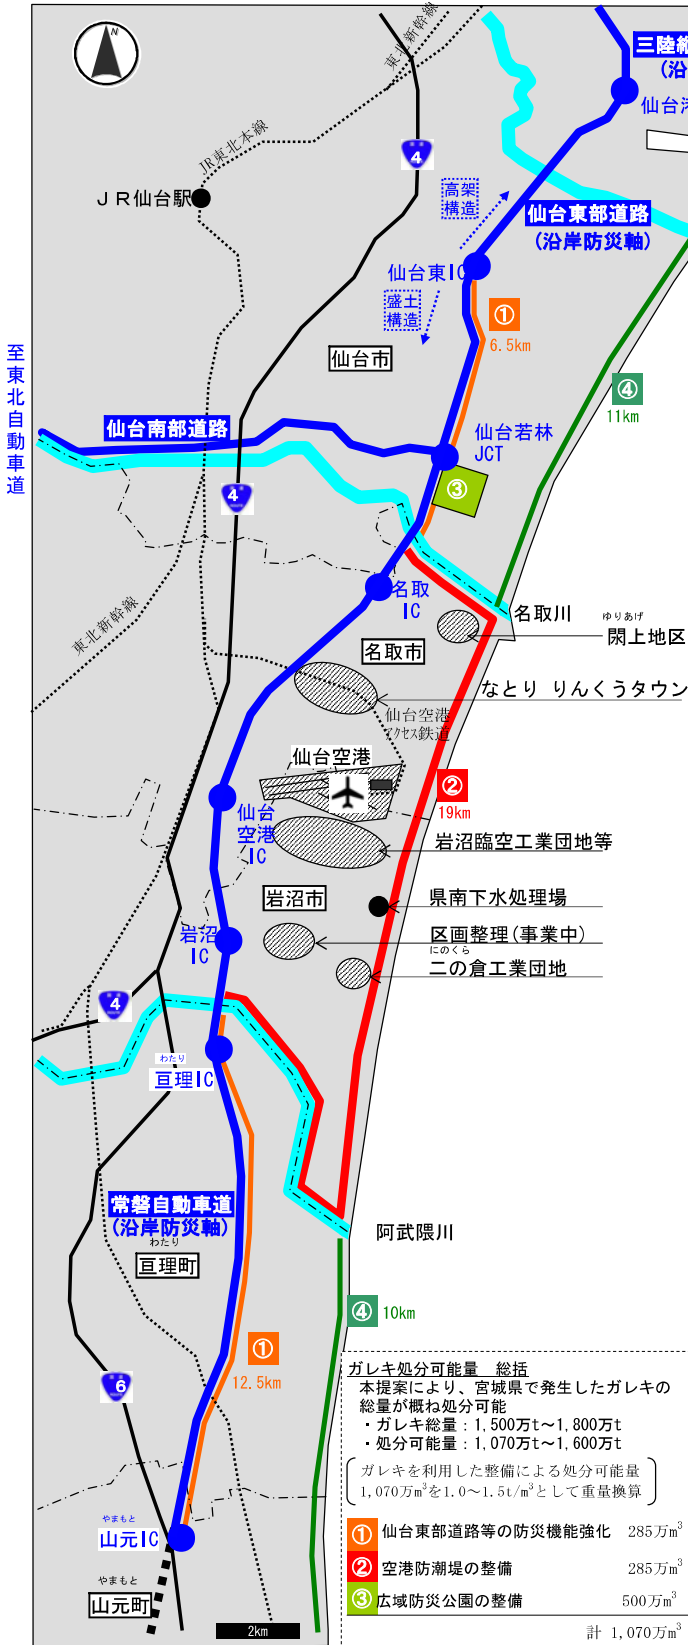 N
東北新幹線
三陸縦
(沿
仙台港
JR東北本線
4
JR仙台駅
高架
構造
仙台東部道路
(沿岸防災軸)
仙台東IC
盛土
構造
①
6.5km
仙台市
至東北自動車道
④
11km
仙台南部道路
仙台若林
JCT
③
4
名取
IC
名取川
ゆりあげ
閖上地区
東北新幹線
名取市
なとり りんくうタウン
仙台空港
アクセス鉄道
仙台空港
②
19km
仙台
空港
IC
岩沼臨空工業団地等
岩沼市
県南下水処理場
岩沼
IC
区画整理(事業中)
にのくら
二の倉工業団地
4
わたり
亘理IC
常磐自動車道
(沿岸防災軸)
わたり
亘理町
阿武隈川
④ 10km
①
12.5km
6
ガレキ処分可能量 総括
本提案により、宮城県で発生したガレキの
総量が概ね処分可能
・ガレキ総量：1,500万t～1,800万t
・処分可能量：1,070万t～1,600万t
ガレキを利用した整備による処分可能量
1,070万m³を1.0～1.5t/m³として重量換算
① 仙台東部道路等の防災機能強化 285万m³
② 空港防潮堤の整備 285万m³
③ 広域防災公園の整備 500万m³
計 1,070万m³
やまもと
山元IC
やまもと
山元町
2km